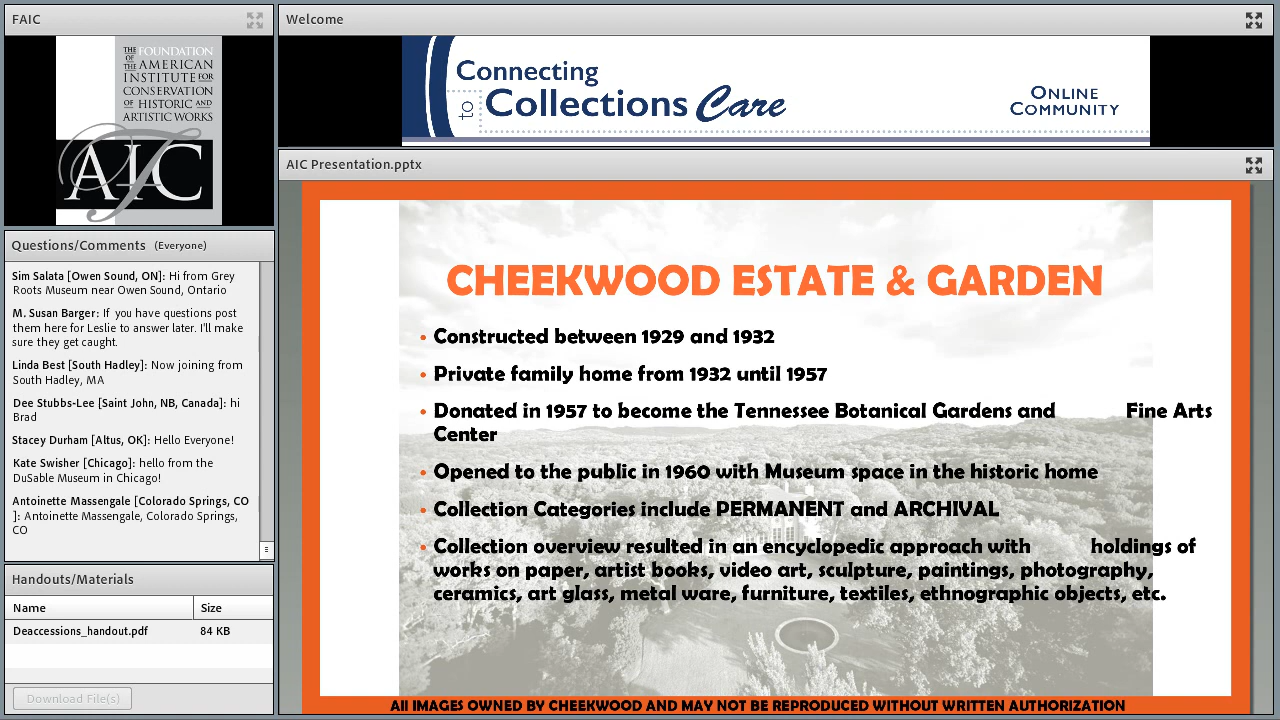 FAIC
THE FOUNDATION
OF THE AMERICAN
INSTITUTE FOR
CONSERVATION
OF HISTORIC AND
ARTISTIC WORKS
AIC
Questions/Comments (Everyone)
Sim Salata [Owen Sound, ON]: Hi from Grey
Roots Museum near Owen Sound, Ontario
M. Susan Barger: If you have questions post
them here for Leslie to answer later. I'll make
sure they get caught.
Linda Best [South Hadley]: Now joining from
South Hadley, MA
Dee Stubbs-Lee [Saint John, NB, Canada]: hi
Brad
Stacey Durham [Altus, OK]: Hello Everyone!
Kate Swisher [Chicago]: hello from the
DuSable Museum in Chicago!
Antoinette Massengale [Colorado Springs, CO
]: Antoinette Massengale, Colorado Springs,
CO
Handouts/Materials
Name Size
Deaccessions_handout.pdf 84 KB
Download File(s)
Welcome
Connecting
to Collections Care
ONLINE
COMMUNITY
AIC Presentation.pptx
CHEEKWOOD ESTATE & GARDEN
• Constructed between 1929 and 1932
• Private family home from 1932 until 1957
• Donated in 1957 to become the Tennessee Botanical Gardens and Fine Arts
Center
• Opened to the public in 1960 with Museum space in the historic home
• Collection Categories include PERMANENT and ARCHIVAL
• Collection overview resulted in an encyclopedic approach with holdings of
works on paper, artist books, video art, sculpture, paintings, photography,
ceramics, art glass, metal ware, furniture, textiles, ethnographic objects, etc.
All IMAGES OWNED BY CHEEKWOOD AND MAY NOT BE REPRODUCED WITHOUT WRITTEN AUTHORIZATION